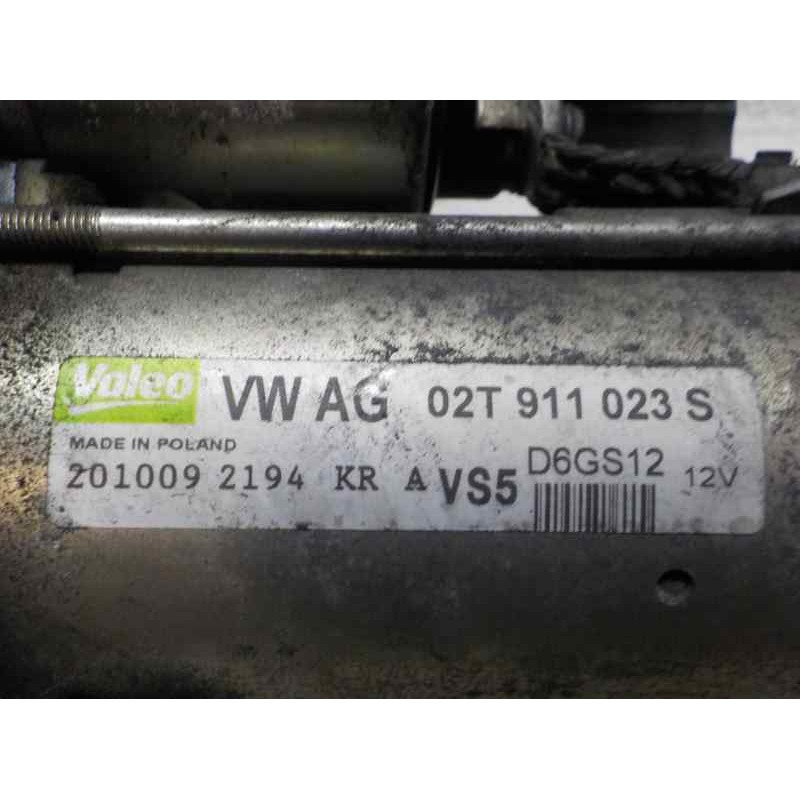 Valeo VW AG 02T 911 023 S
MADE IN POLAND
201009 2194 KR A VS5 D6GS12 12V